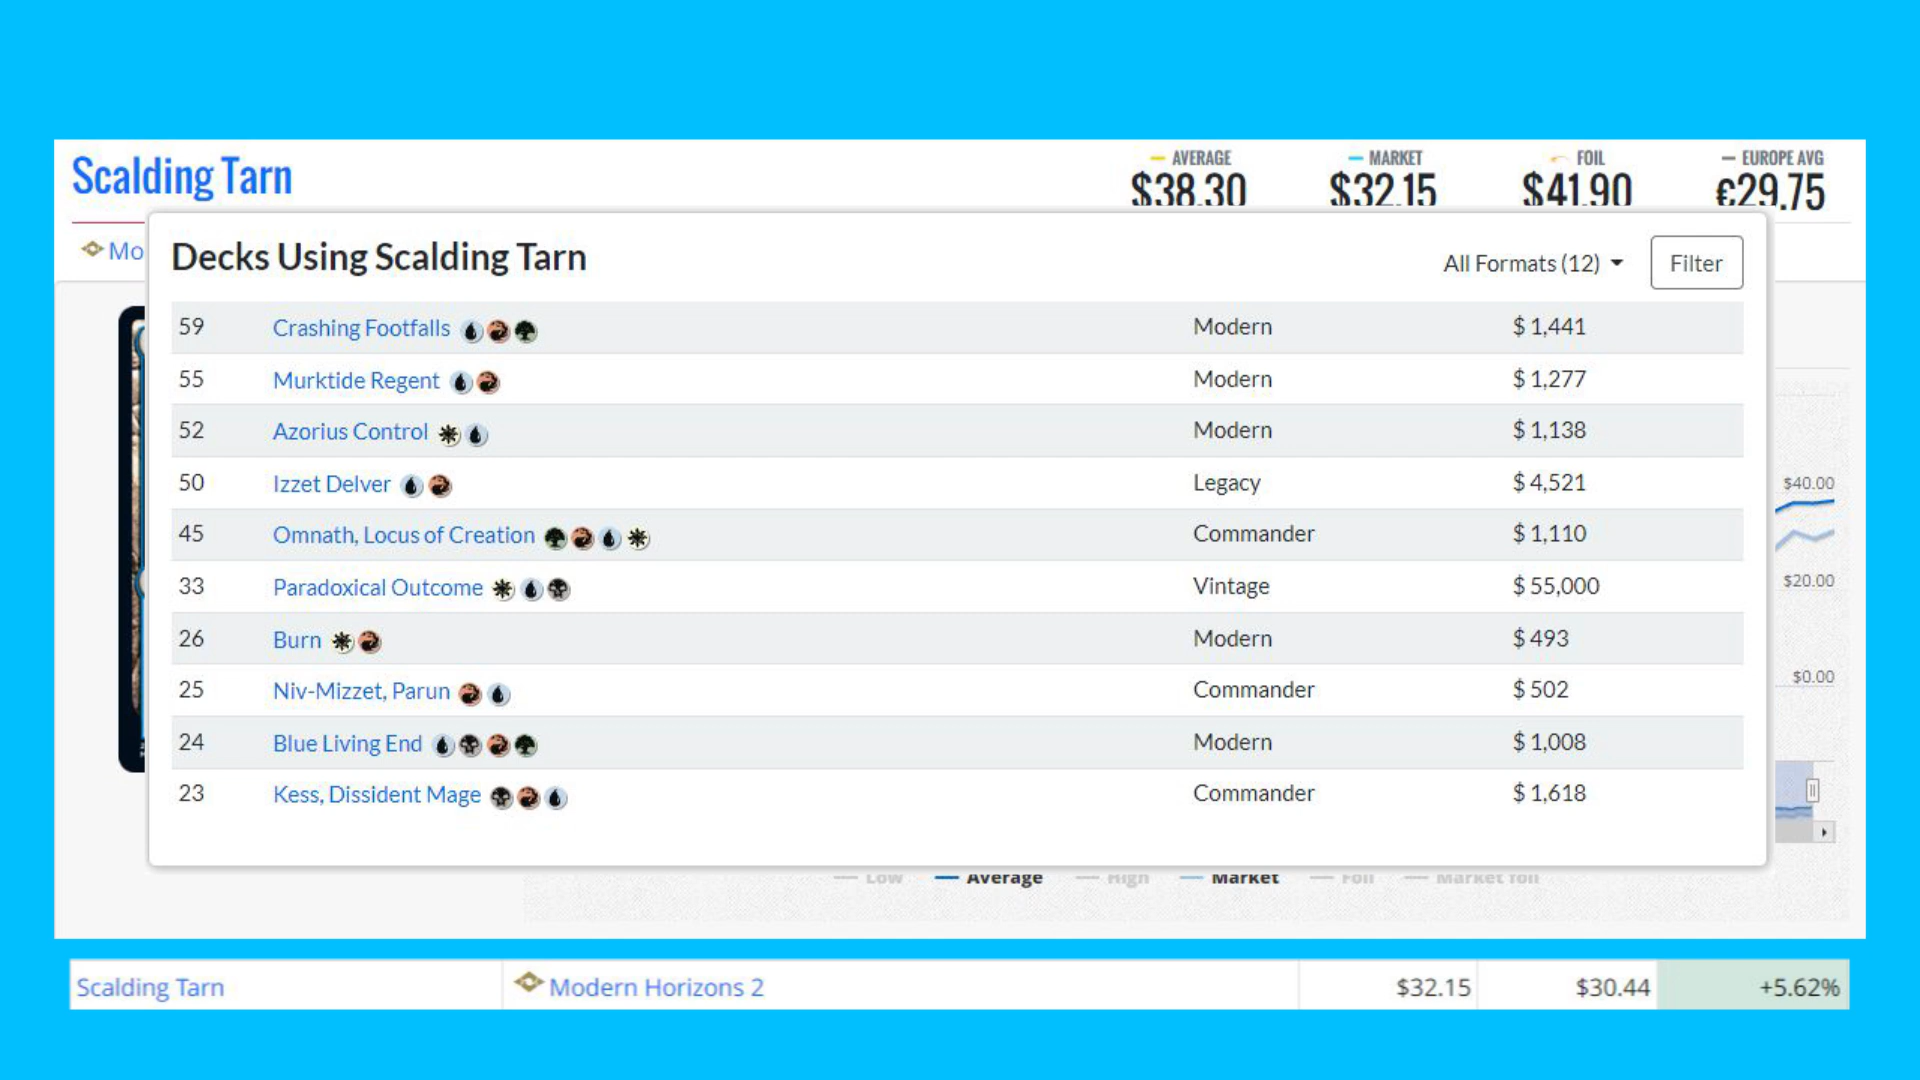 Scalding Tarn
AVERAGE MARKET FOIL EUROPE AVG
$38.30 $32.15 $41.90 €29.75
Mo
Decks Using Scalding Tarn All Formats (12) Filter
59 Crashing Footfalls Modern $ 1,441
55 Murktide Regent Modern $ 1,277
52 Azorius Control Modern $ 1,138
50 Izzet Delver Legacy $ 4,521
45 Omnath, Locus of Creation Commander $ 1,110
33 Paradoxical Outcome Vintage $ 55,000
26 Burn Modern $ 493
25 Niv-Mizzet, Parun Commander $ 502
24 Blue Living End Modern $ 1,008
23 Kess, Dissident Mage Commander $ 1,618
$40.00
$20.00
$0.00
Low Average High Market Foil Market foil
Scalding Tarn Modern Horizons 2 $32.15 $30.44 +5.62%